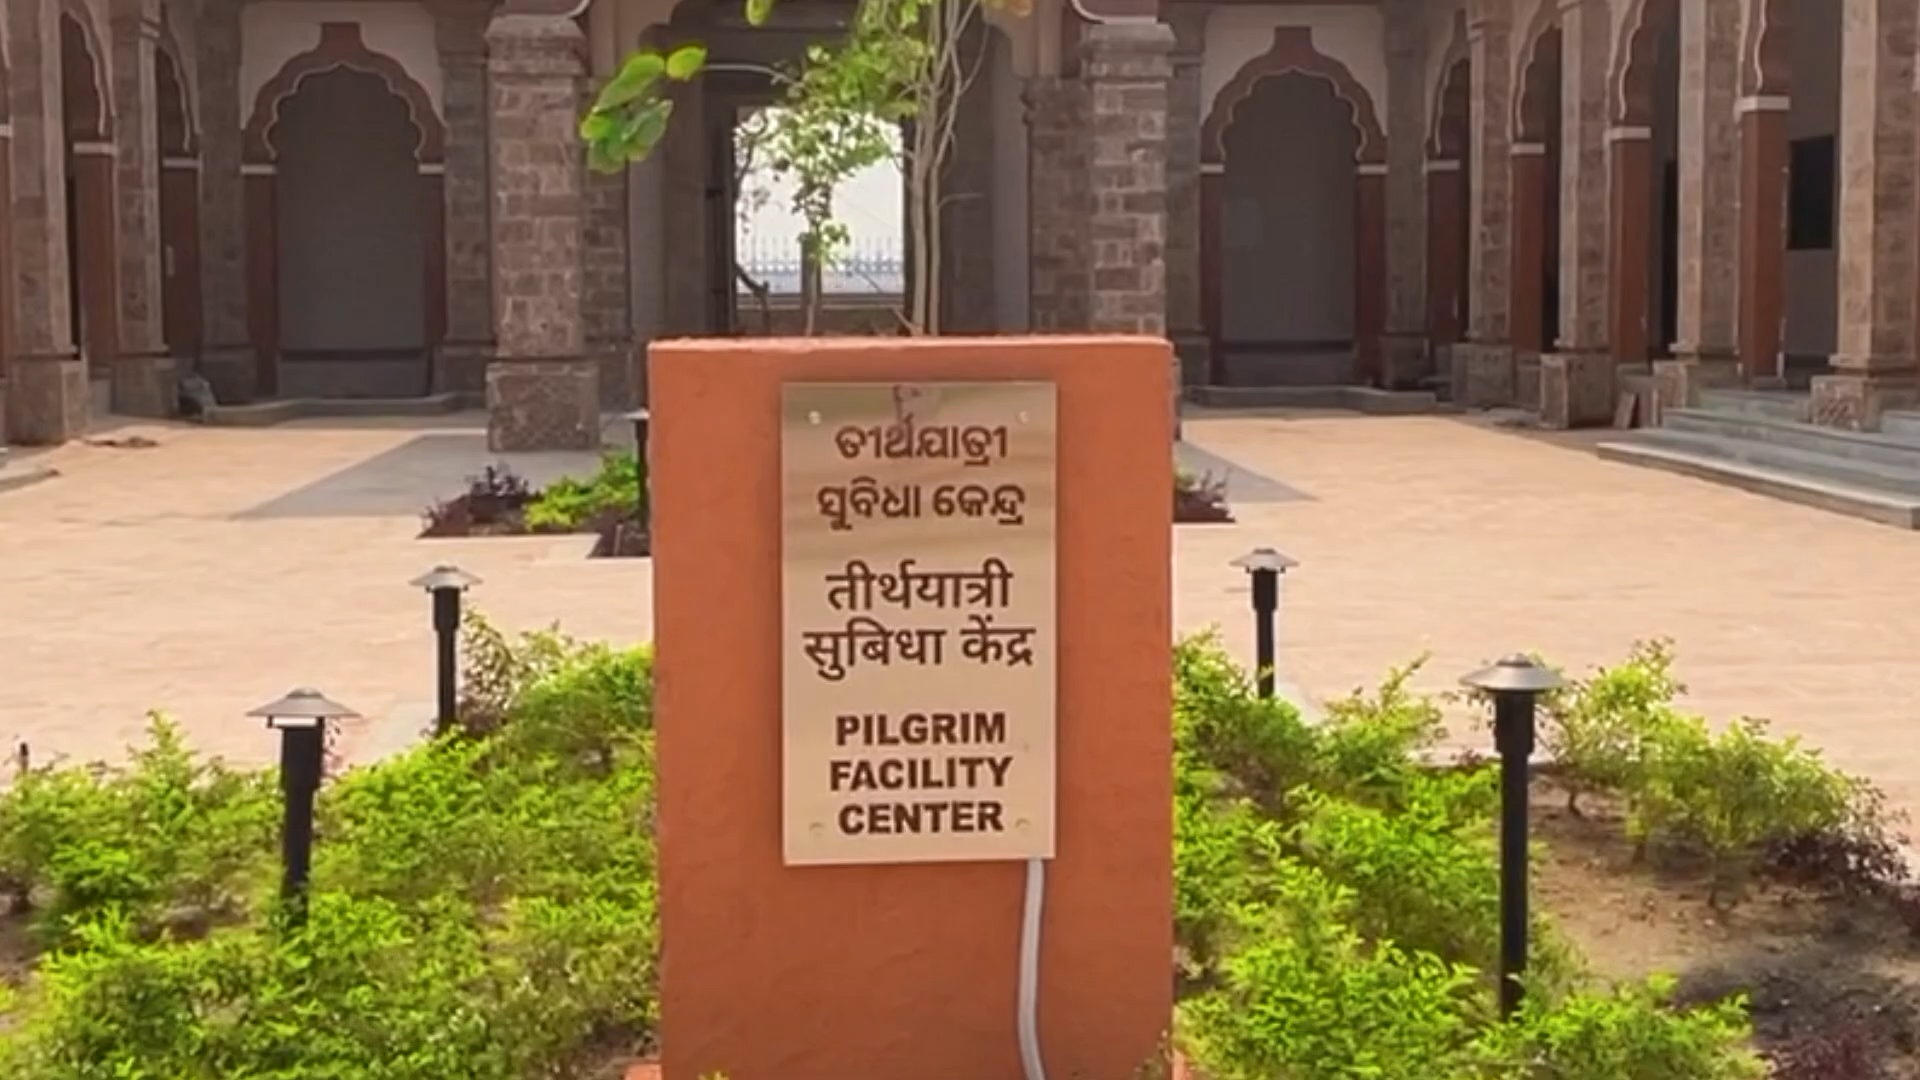 ତୀର୍ଥଯାତ୍ରୀ
ସୁବିଧା କେନ୍ଦ୍ର
तीर्थयात्री
सुबिधा केंद्र
PILGRIM
FACILITY
CENTER